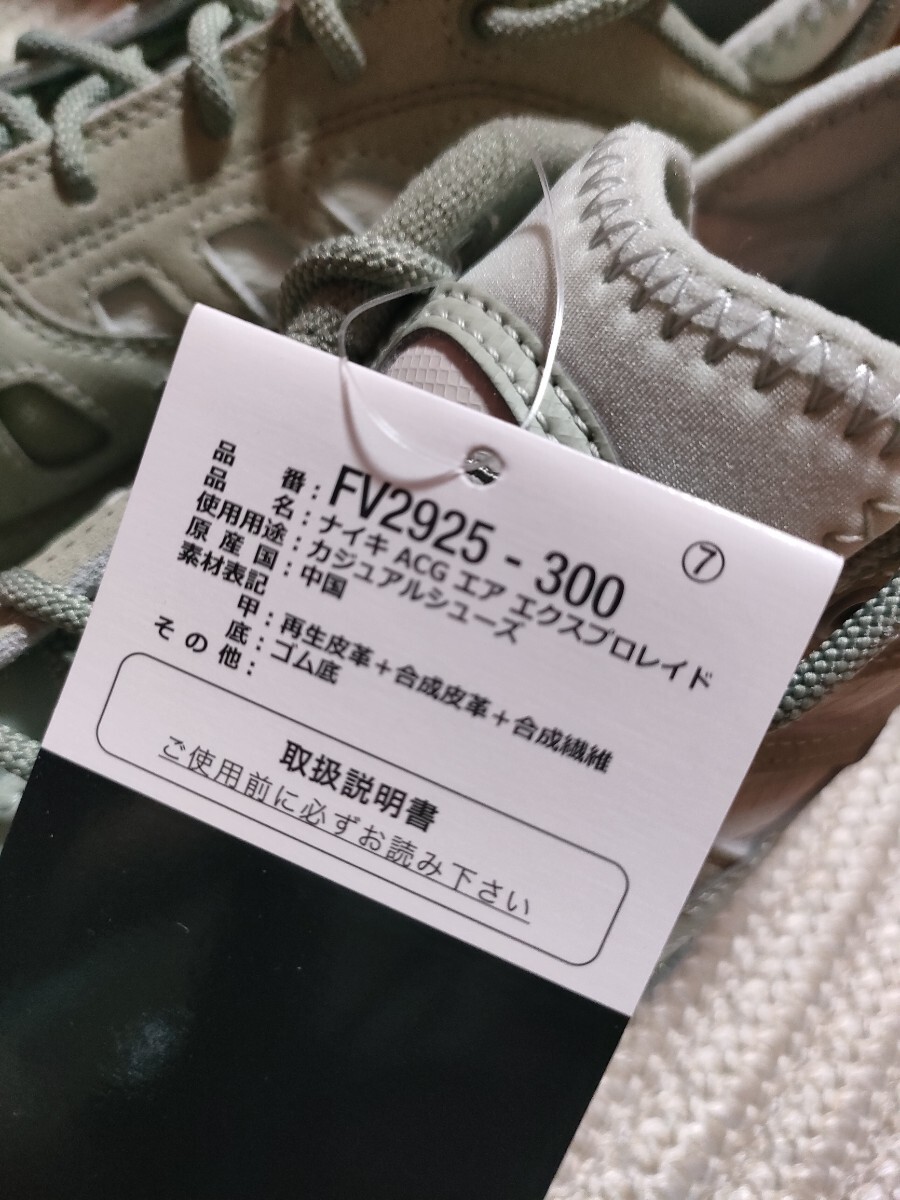 品番：FV2925 - 300 ⑦
品名：ナイキ ACG エア エクスプロレイド
使用用途：カジュアルシューズ
原産国：中国
素材表記
甲：再生皮革＋合成皮革＋合成繊維
底：ゴム底
その他：
取扱説明書
ご使用前に必ずお読み下さい